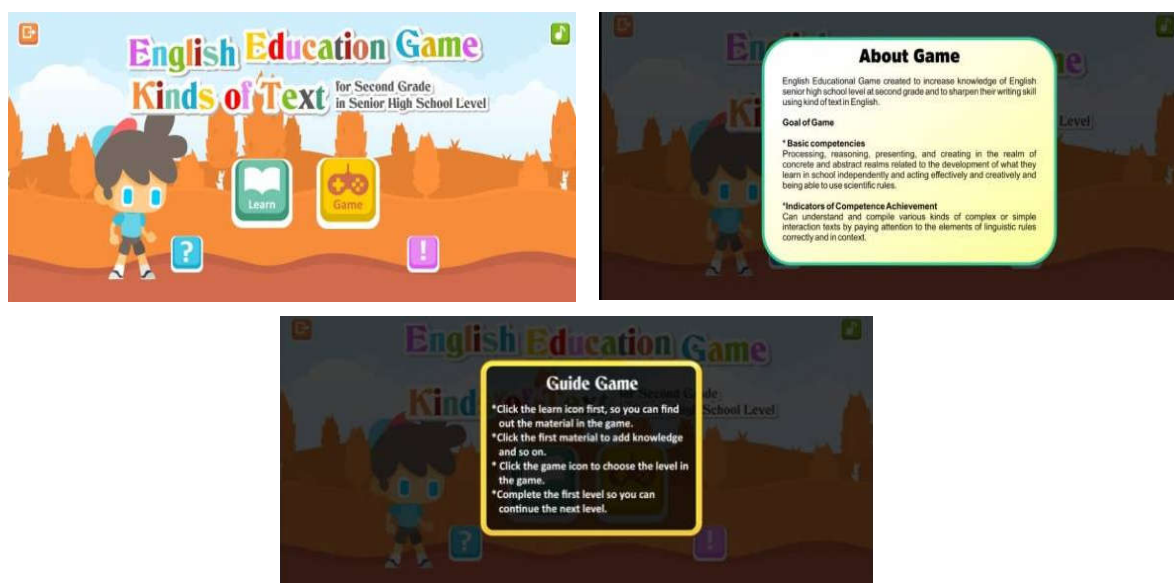 English Education Game
Kinds of Text
for Second Grade
in Senior High School Level
Learn
Game
?
!
About Game
English Educational Game created to increase knowledge of English
senior high school level at second grade and to sharpen their writing skill
using kind of text in English.
Goal of Game
* Basic competencies
Processing, reasoning, presenting, and creating in the realm of
concrete and abstract realms related to the development of what they
learn in school independently and acting effectively and creatively and
being able to use scientific rules.
*Indicators of Competence Achievement
Can understand and compile various kinds of complex or simple
interaction texts by paying attention to the elements of linguistic rules
correctly and in context.
Level
English Education Game
School Level
Guide Game
*Click the learn icon first, so you can find
out the material in the game.
*Click the first material to add knowledge
and so on.
* Click the game icon to choose the level in
the game.
*Complete the first level so you can
continue the next level.
?
!